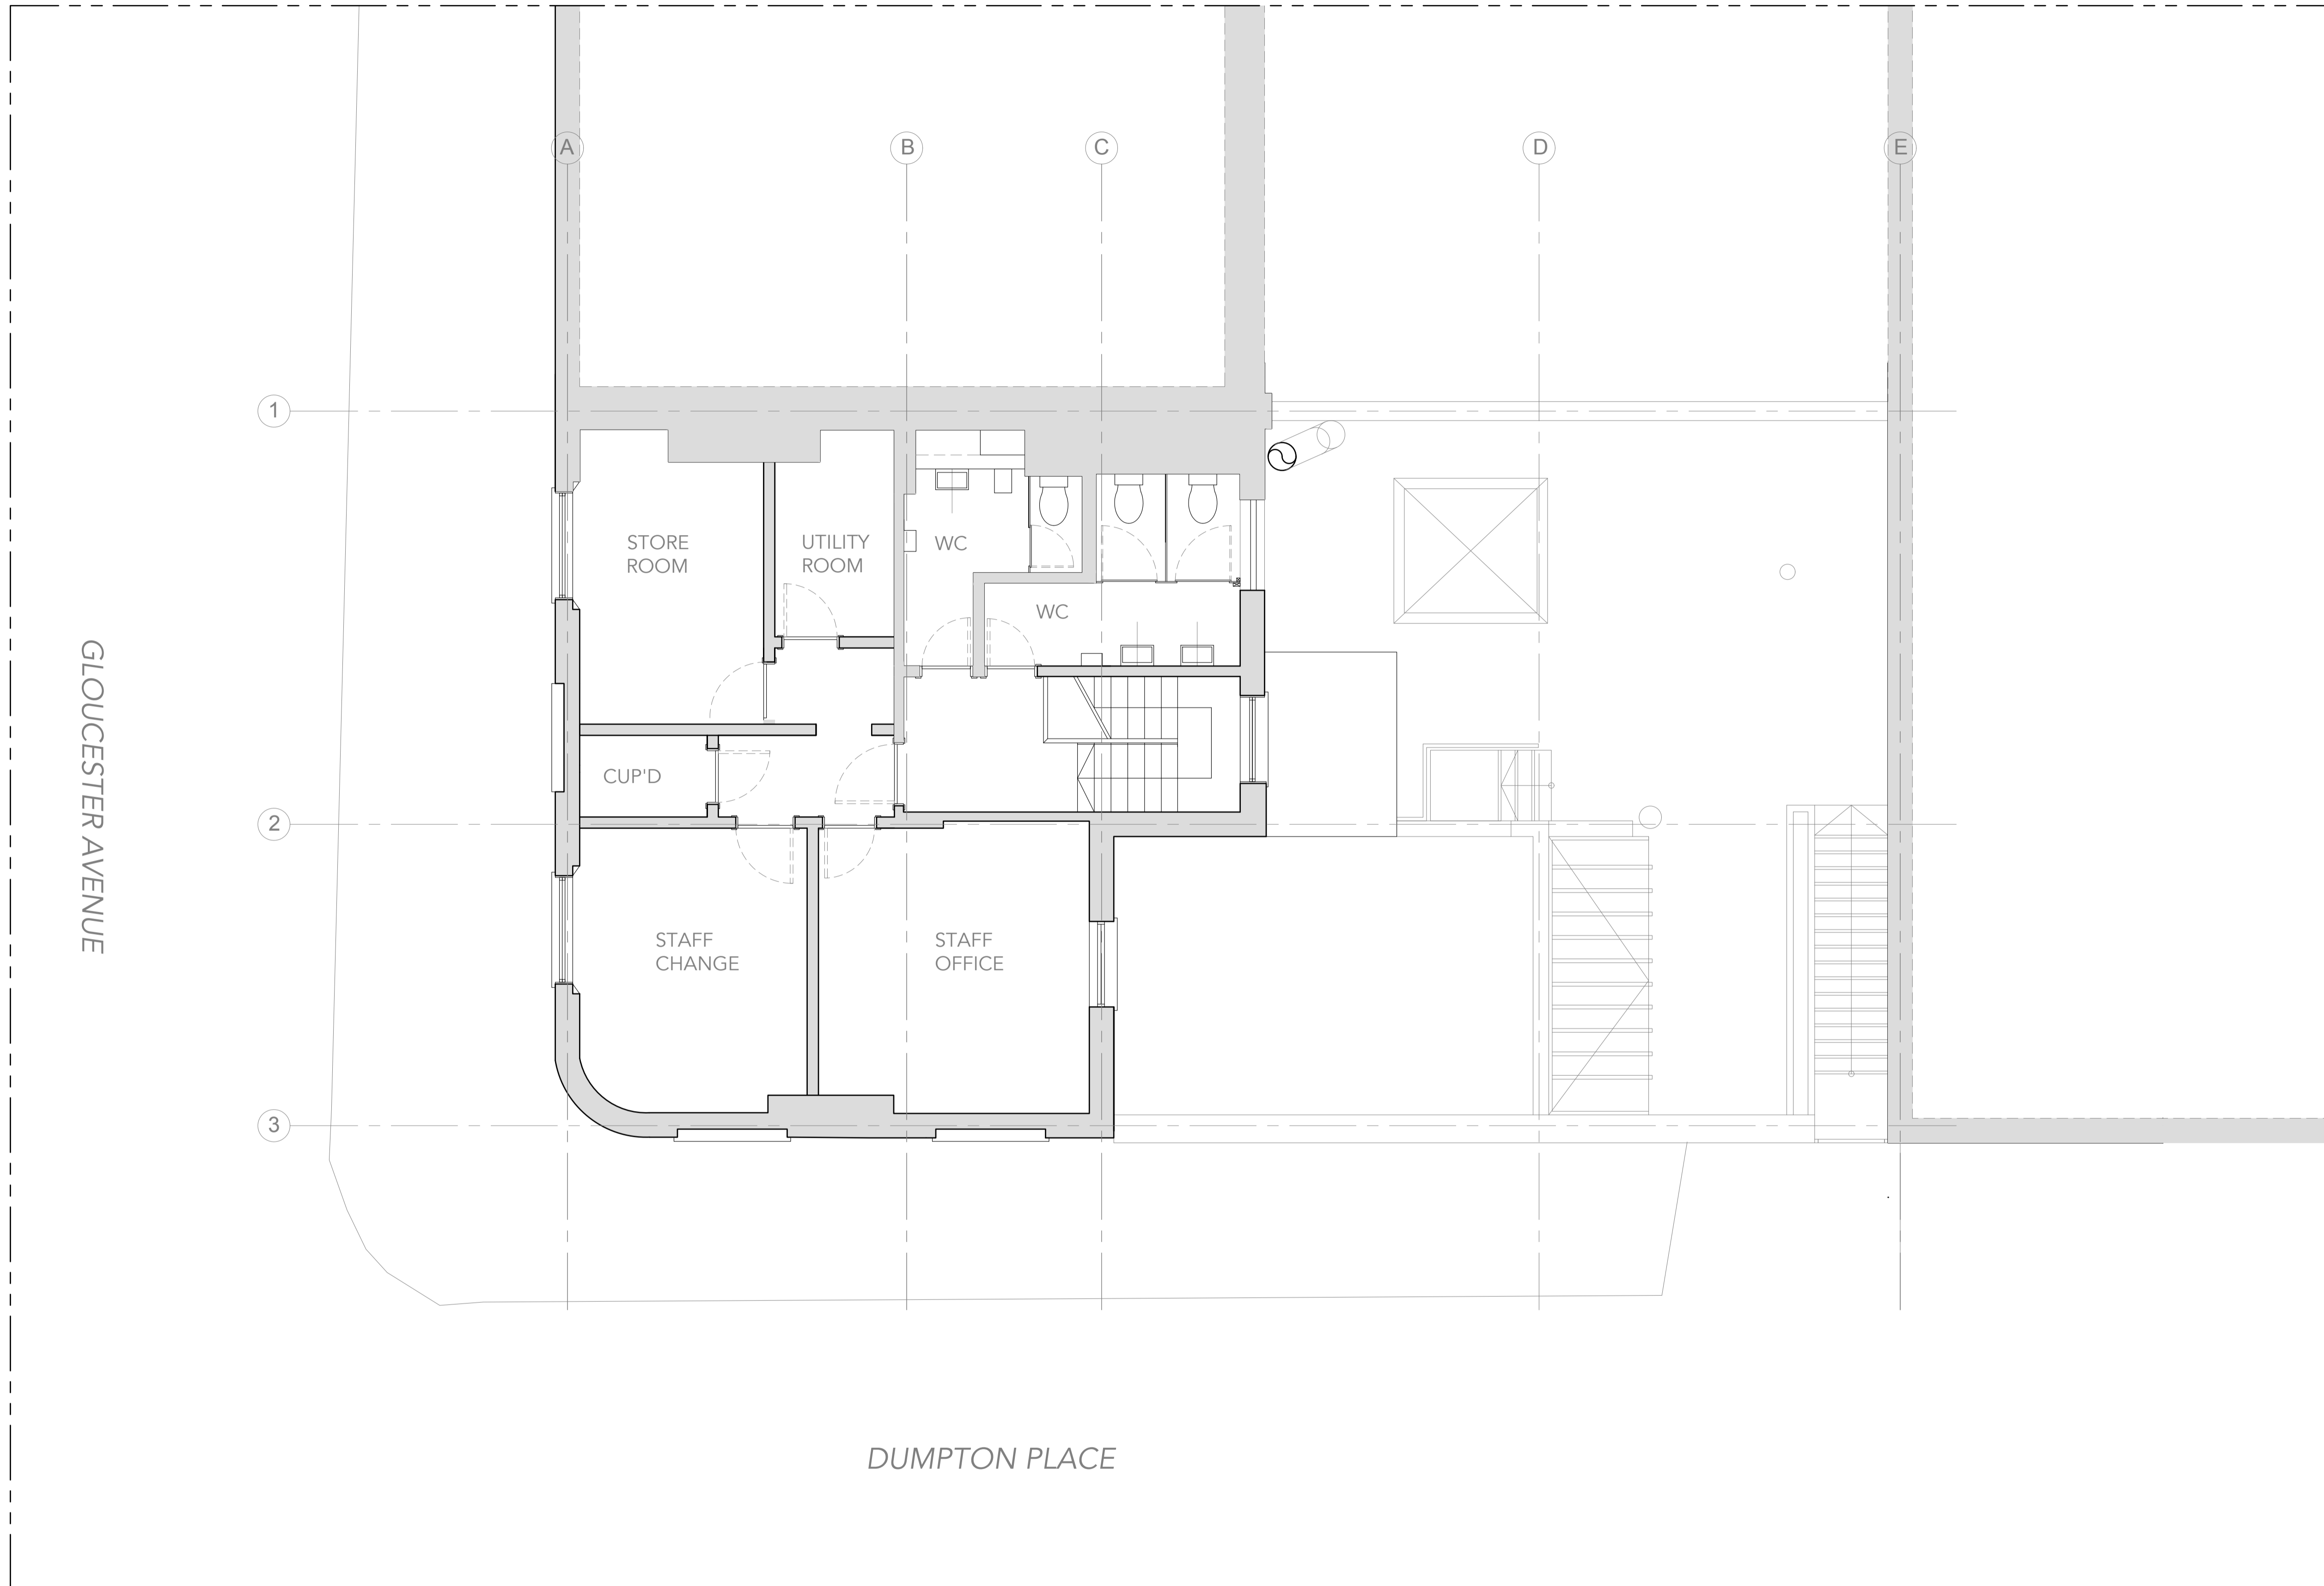 A
B
C
D
E
1
STORE
ROOM
UTILITY
ROOM
WC
WC
GLOUCESTER AVENUE
CUP'D
2
STAFF
CHANGE
STAFF
OFFICE
3
DUMPTON PLACE